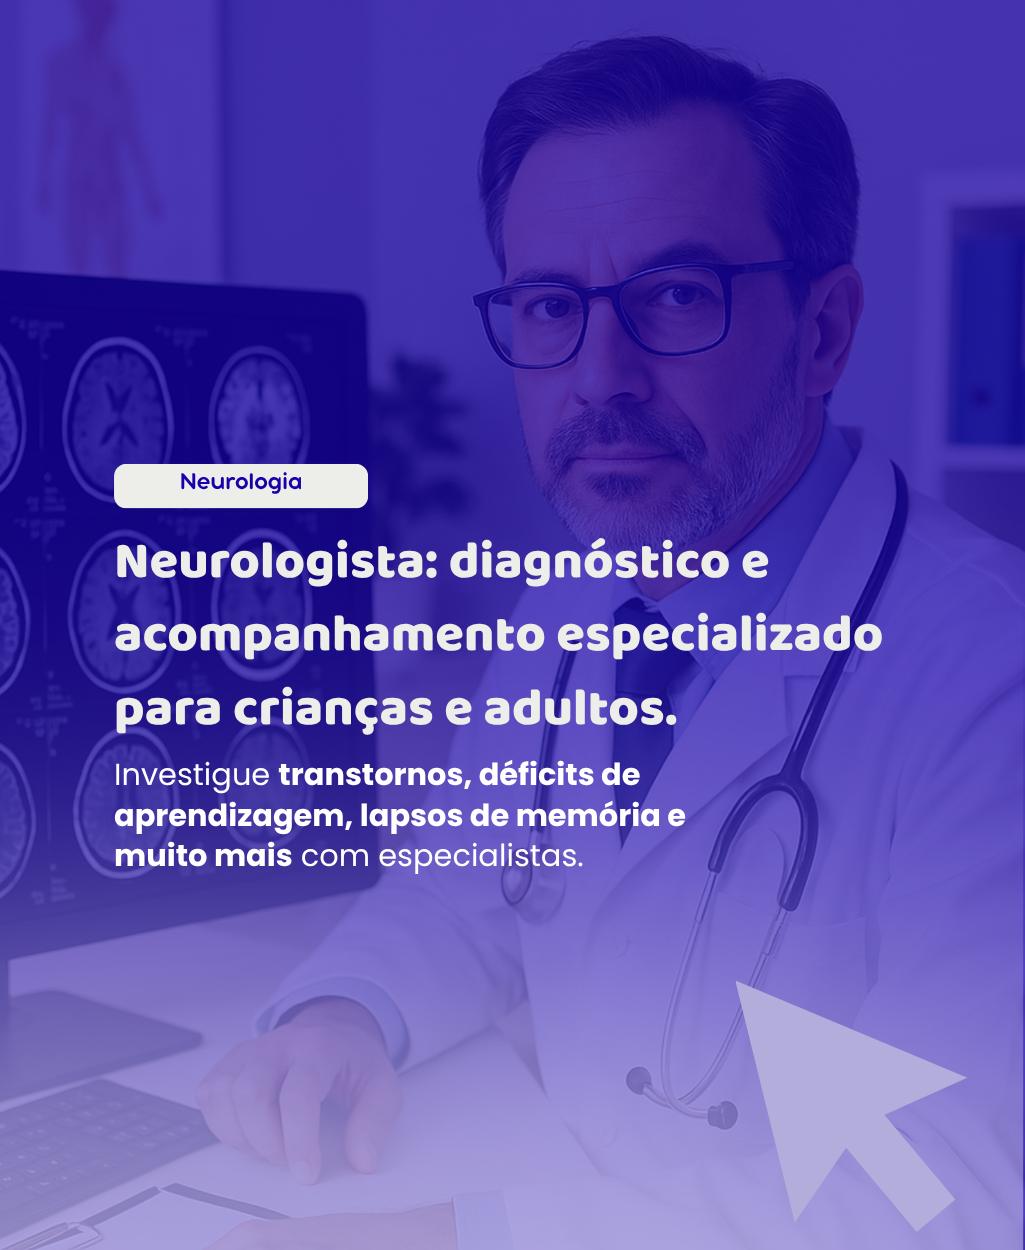 Neurologia
Neurologista: diagnóstico e
acompanhamento especializado
para crianças e adultos.
Investigue transtornos, déficits de
aprendizagem, lapsos de memória e
muito mais com especialistas.